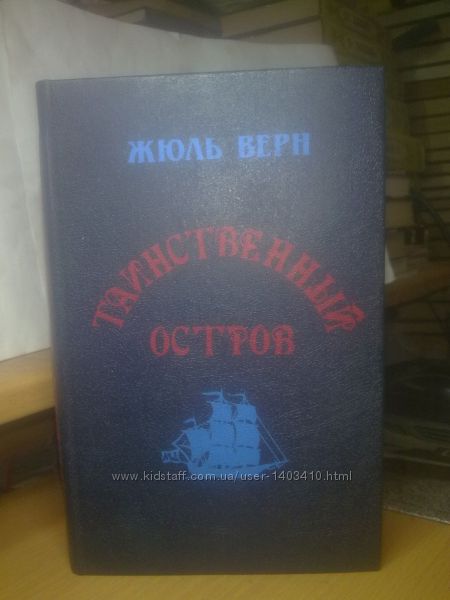 ЖЮЛЬ ВЕРН
ТАИНСТВЕННЫЙ
ОСТРОВ
www.kidstaff.com.ua/user-1403410.html